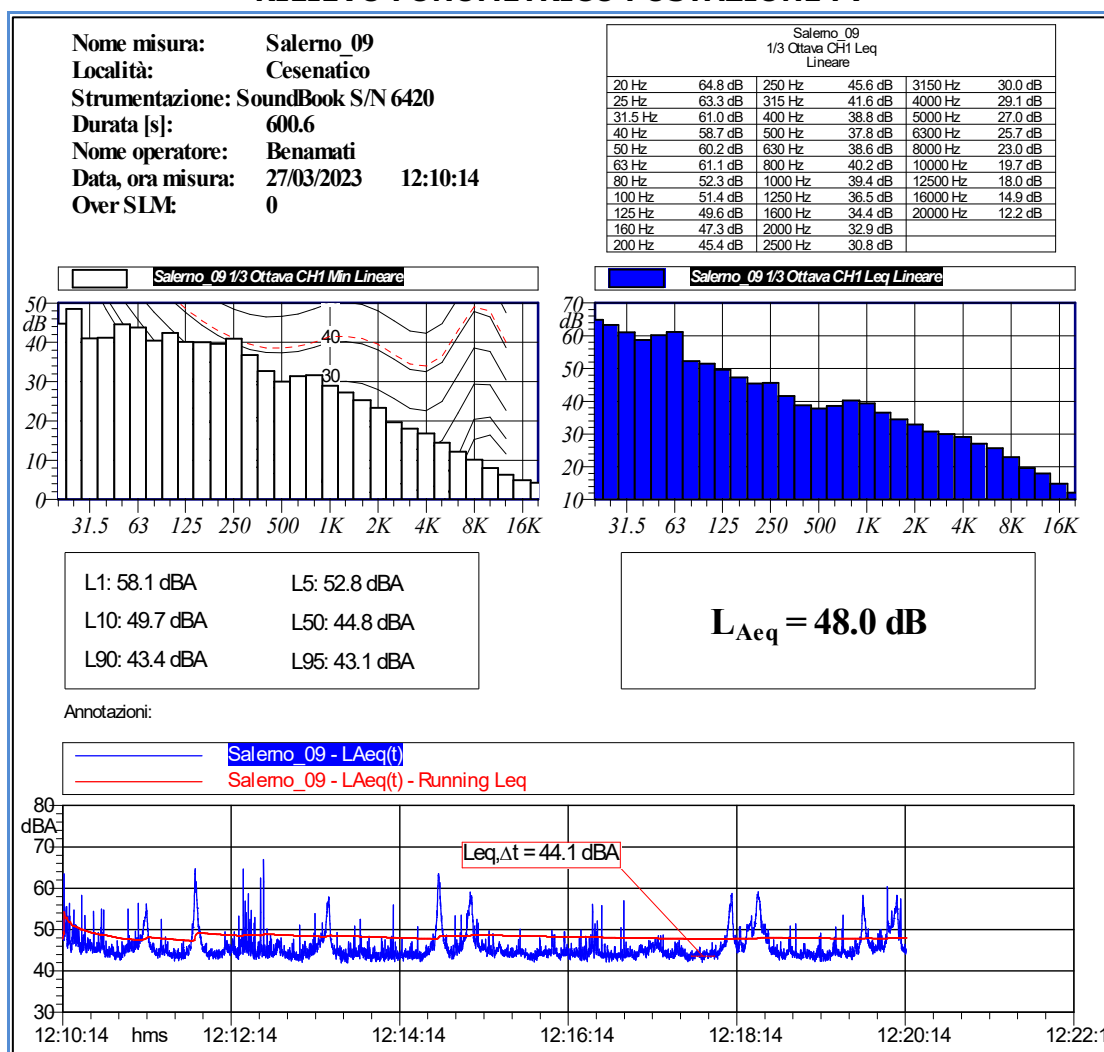 Nome misura: Salerno_09
Località: Cesenatico
Strumentazione: SoundBook S/N 6420
Durata [s]: 600.6
Nome operatore: Benamati
Data, ora misura: 27/03/2023 12:10:14
Over SLM: 0
Salerno_09
1/3 Ottava CH1 Leq
Lineare
20 Hz 64.8 dB 250 Hz 45.6 dB 3150 Hz 30.0 dB
25 Hz 63.3 dB 315 Hz 41.6 dB 4000 Hz 29.1 dB
31.5 Hz 61.0 dB 400 Hz 38.8 dB 5000 Hz 27.0 dB
40 Hz 58.7 dB 500 Hz 37.8 dB 6300 Hz 25.7 dB
50 Hz 60.2 dB 630 Hz 38.6 dB 8000 Hz 23.0 dB
63 Hz 61.1 dB 800 Hz 40.2 dB 10000 Hz 19.7 dB
80 Hz 52.3 dB 1000 Hz 39.4 dB 12500 Hz 18.0 dB
100 Hz 51.4 dB 1250 Hz 36.5 dB 16000 Hz 14.9 dB
125 Hz 49.6 dB 1600 Hz 34.4 dB 20000 Hz 12.2 dB
160 Hz 47.3 dB 2000 Hz 32.9 dB
200 Hz 45.4 dB 2500 Hz 30.8 dB
Salerno_09 1/3 Ottava CH1 Min Lineare
50
dB
40
30
20
10
0
40
30
31.5 63 125 250 500 1K 2K 4K 8K 16K
Salerno_09 1/3 Ottava CH1 Leq Lineare
70
dB
60
50
40
30
20
10
31.5 63 125 250 500 1K 2K 4K 8K 16K
L1: 58.1 dBA L5: 52.8 dBA
L10: 49.7 dBA L50: 44.8 dBA
L90: 43.4 dBA L95: 43.1 dBA
LAeq = 48.0 dB
Annotazioni:
Salerno_09 - LAeq(t)
Salerno_09 - LAeq(t) - Running Leq
80
dBA
70
60
50
40
30
Leq,Δt = 44.1 dBA
12:10:14 hms 12:12:14 12:14:14 12:16:14 12:18:14 12:20:14 12:22:1